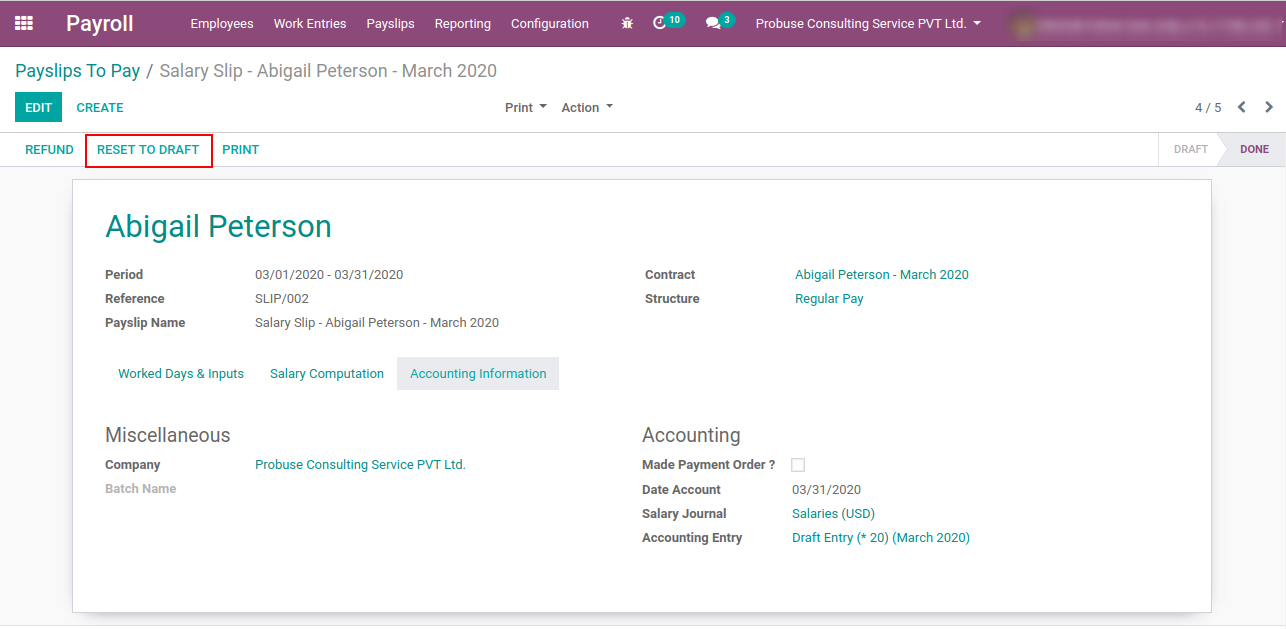 Payroll Employees Work Entries Payslips Reporting Configuration 10 3 Probuse Consulting Service PVT Ltd.
Payslips To Pay / Salary Slip - Abigail Peterson - March 2020
EDIT CREATE Print Action 4 / 5
REFUND RESET TO DRAFT PRINT DRAFT DONE
Abigail Peterson
Period 03/01/2020 - 03/31/2020 Contract Abigail Peterson - March 2020
Reference SLIP/002 Structure Regular Pay
Payslip Name Salary Slip - Abigail Peterson - March 2020
Worked Days & Inputs Salary Computation Accounting Information
Miscellaneous Accounting
Company Probuse Consulting Service PVT Ltd. Made Payment Order ?
Batch Name Date Account 03/31/2020
Salary Journal Salaries (USD)
Accounting Entry Draft Entry (* 20) (March 2020)